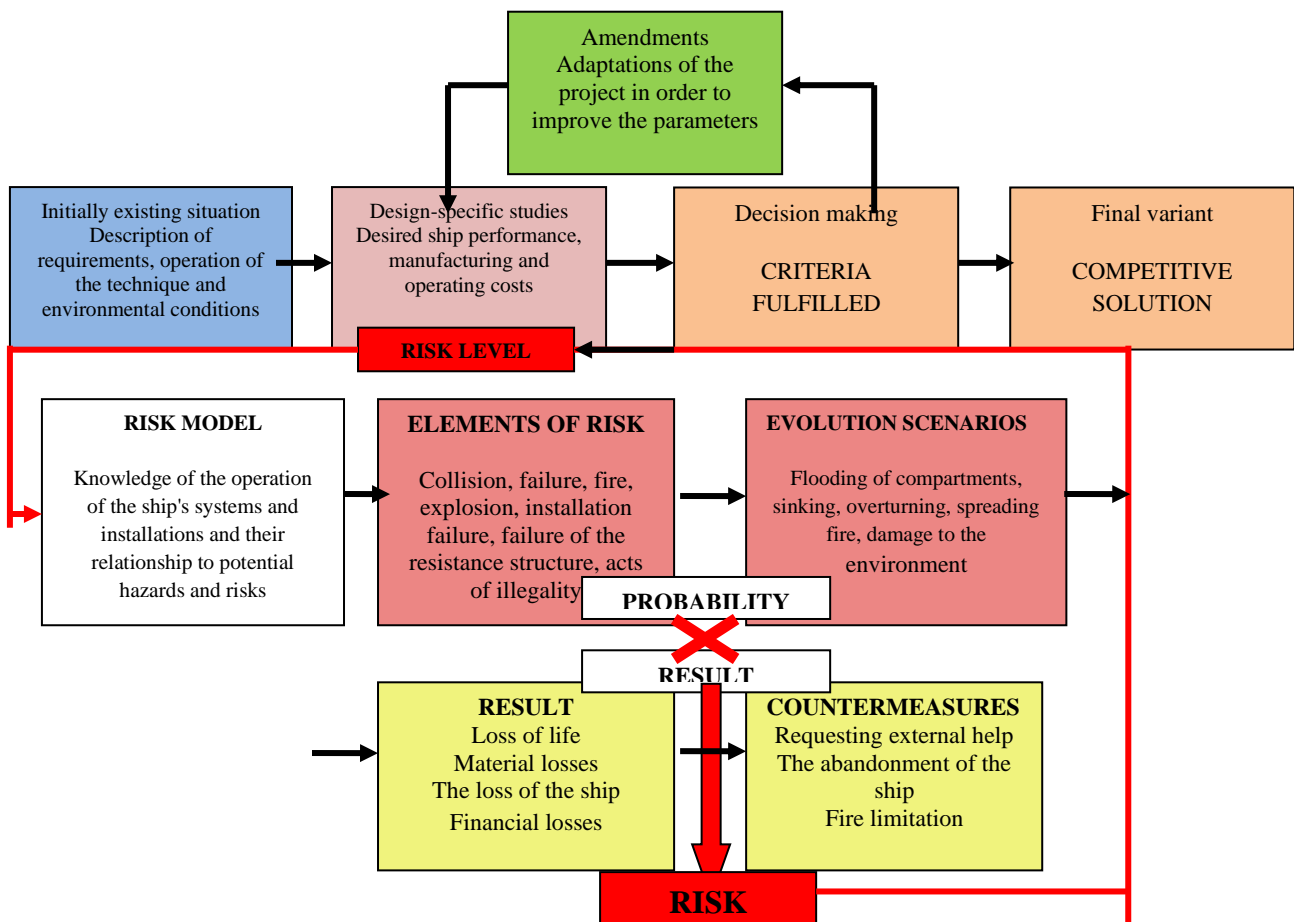 Amendments
Adaptations of the
project in order to
improve the parameters
Initially existing situation
Description of
requirements, operation of
the technique and
environmental conditions
Design-specific studies
Desired ship performance,
manufacturing and
operating costs
Decision making
CRITERIA
FULFILLED
Final variant
COMPETITIVE
SOLUTION
RISK LEVEL
RISK MODEL
Knowledge of the operation
of the ship's systems and
installations and their
relationship to potential
hazards and risks
ELEMENTS OF RISK
Collision, failure, fire,
explosion, installation
failure, failure of the
resistance structure, acts
of illegality
EVOLUTION SCENARIOS
Flooding of compartments,
sinking, overturning, spreading
fire, damage to the
environment
PROBABILITY
RESULT
RESULT
Loss of life
Material losses
The loss of the ship
Financial losses
COUNTERMEASURES
Requesting external help
The abandonment of the
ship
Fire limitation
RISK